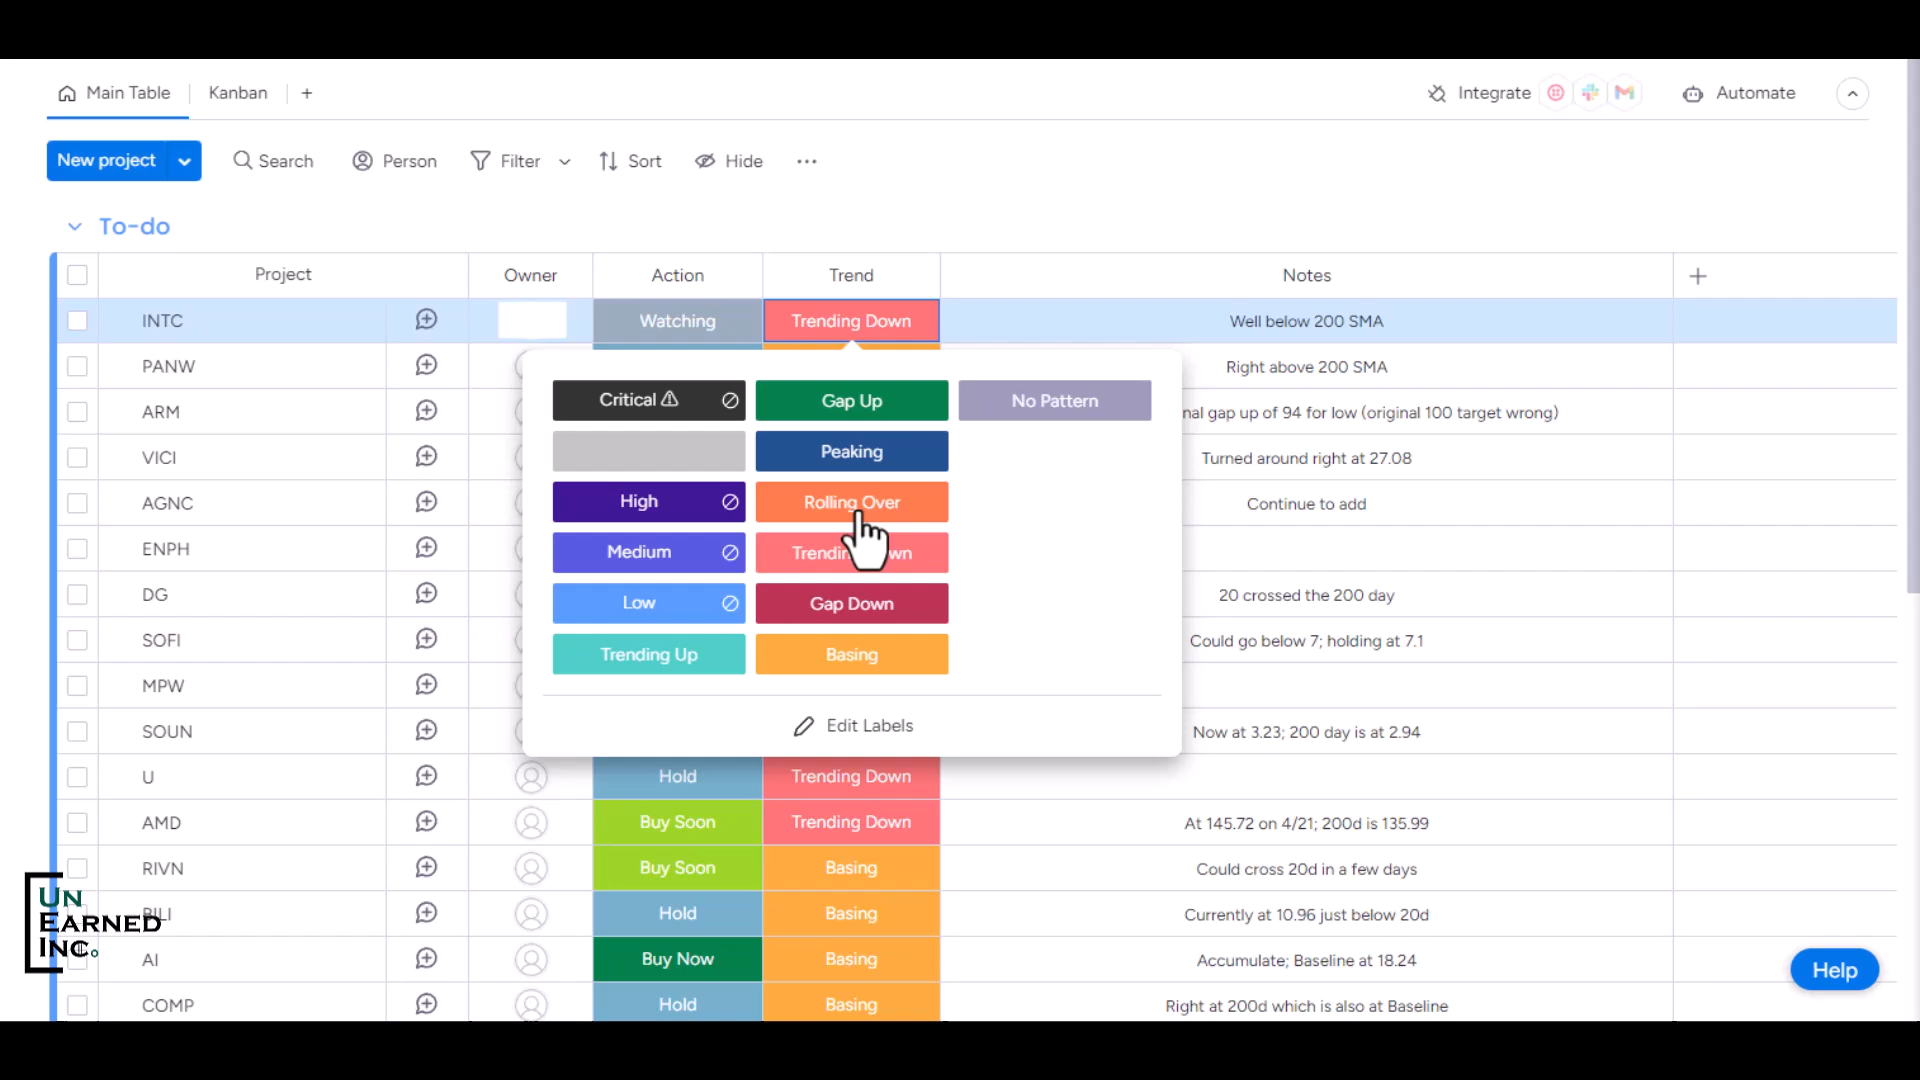 Main Table
Kanban
+
Integrate
Automate
New project
Search
Person
Filter
Sort
Hide
...
To-do
Project Owner Action Trend Notes +
INTC Watching Trending Down Well below 200 SMA
PANW Right above 200 SMA
ARM nal gap up of 94 for low (original 100 target wrong)
VICI Turned around right at 27.08
AGNC Continue to add
ENPH
DG 20 crossed the 200 day
SOFI Could go below 7; holding at 7.1
MPW
SOUN Now at 3.23; 200 day is at 2.94
Critical Gap Up No Pattern
Peaking
High Rolling Over
Medium
Low Gap Down
Trending Up Basing
Edit Labels
U Hold Trending Down
AMD Buy Soon Trending Down At 145.72 on 4/21; 200d is 135.99
RIVN Buy Soon Basing Could cross 20d in a few days
BILI Hold Basing Currently at 10.96 just below 20d
AI Buy Now Basing Accumulate; Baseline at 18.24
COMP Hold Basing Right at 200d which is also at Baseline
UN
EARNED
INC.
Help